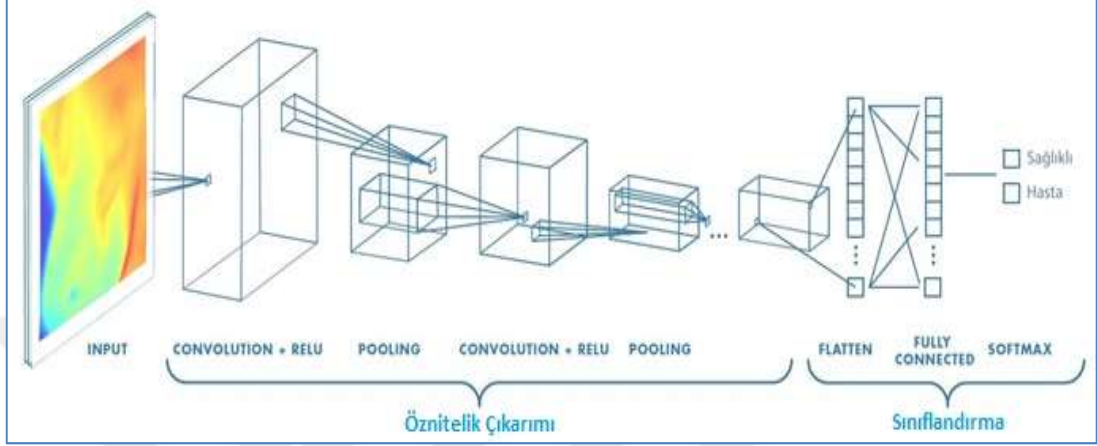 Sağlıklı
Hasta
INPUT
CONVOLUTION + RELU
POOLING
CONVOLUTION + RELU
POOLING
...
FLATTEN
FULLY
CONNECTED
SOFTMAX
Öznitelik Çıkarımı
Sınıflandırma